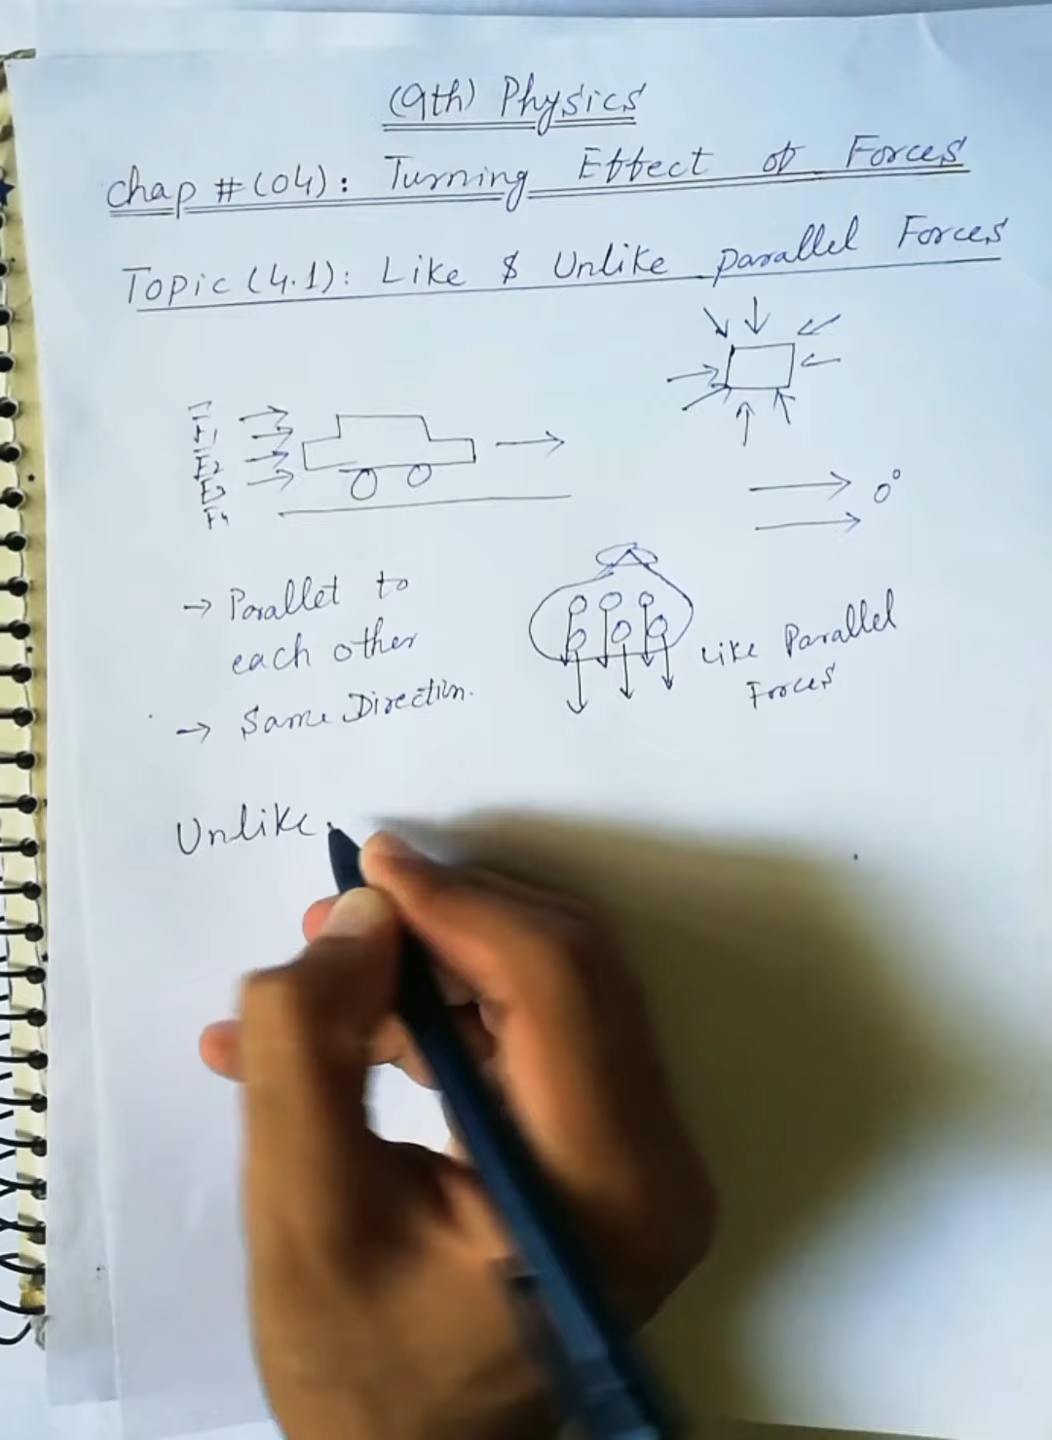 (9th) Physics
Chap # (04): Turning Effect of Forces
Topic (4.1): Like & Unlike parallel Forces
F1
F2
F3
F4
0°
→ Parallel to
each other
→ Same Direction.
Like Parallel
Forces
Unlike